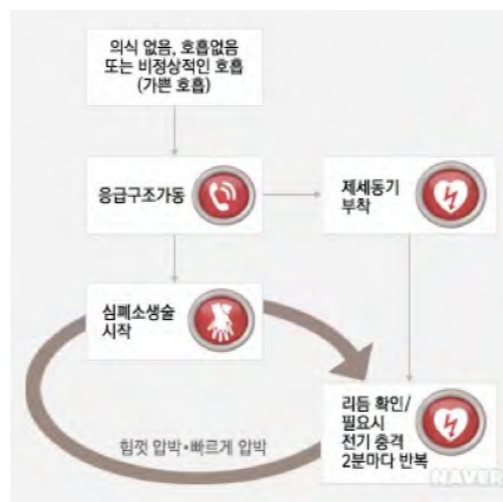 의식 없음, 호흡없음
또는 비정상적인 호흡
(가쁜 호흡)
응급구조가동
제세동기
부착
심폐소생술
시작
리듬 확인/
필요시
전기 충격
2분마다 반복
힘껏 압박·빠르게 압박
NAVER